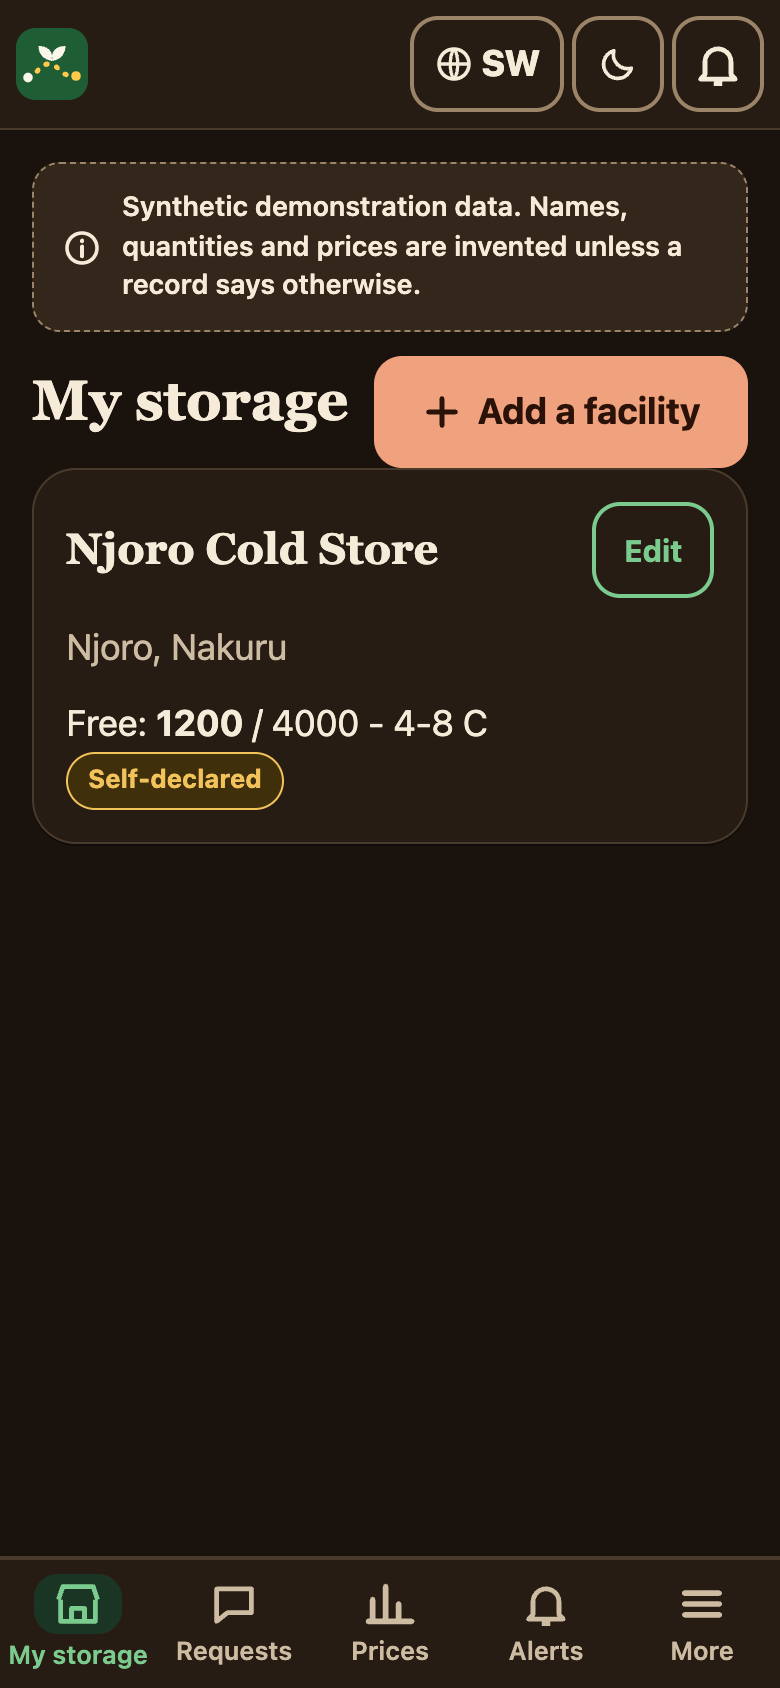 SW
Synthetic demonstration data. Names,
quantities and prices are invented unless a
record says otherwise.
My storage
Add a facility
Njoro Cold Store
Edit
Njoro, Nakuru
Free: 1200 / 4000 - 4-8 C
Self-declared
My storage
Requests
Prices
Alerts
More